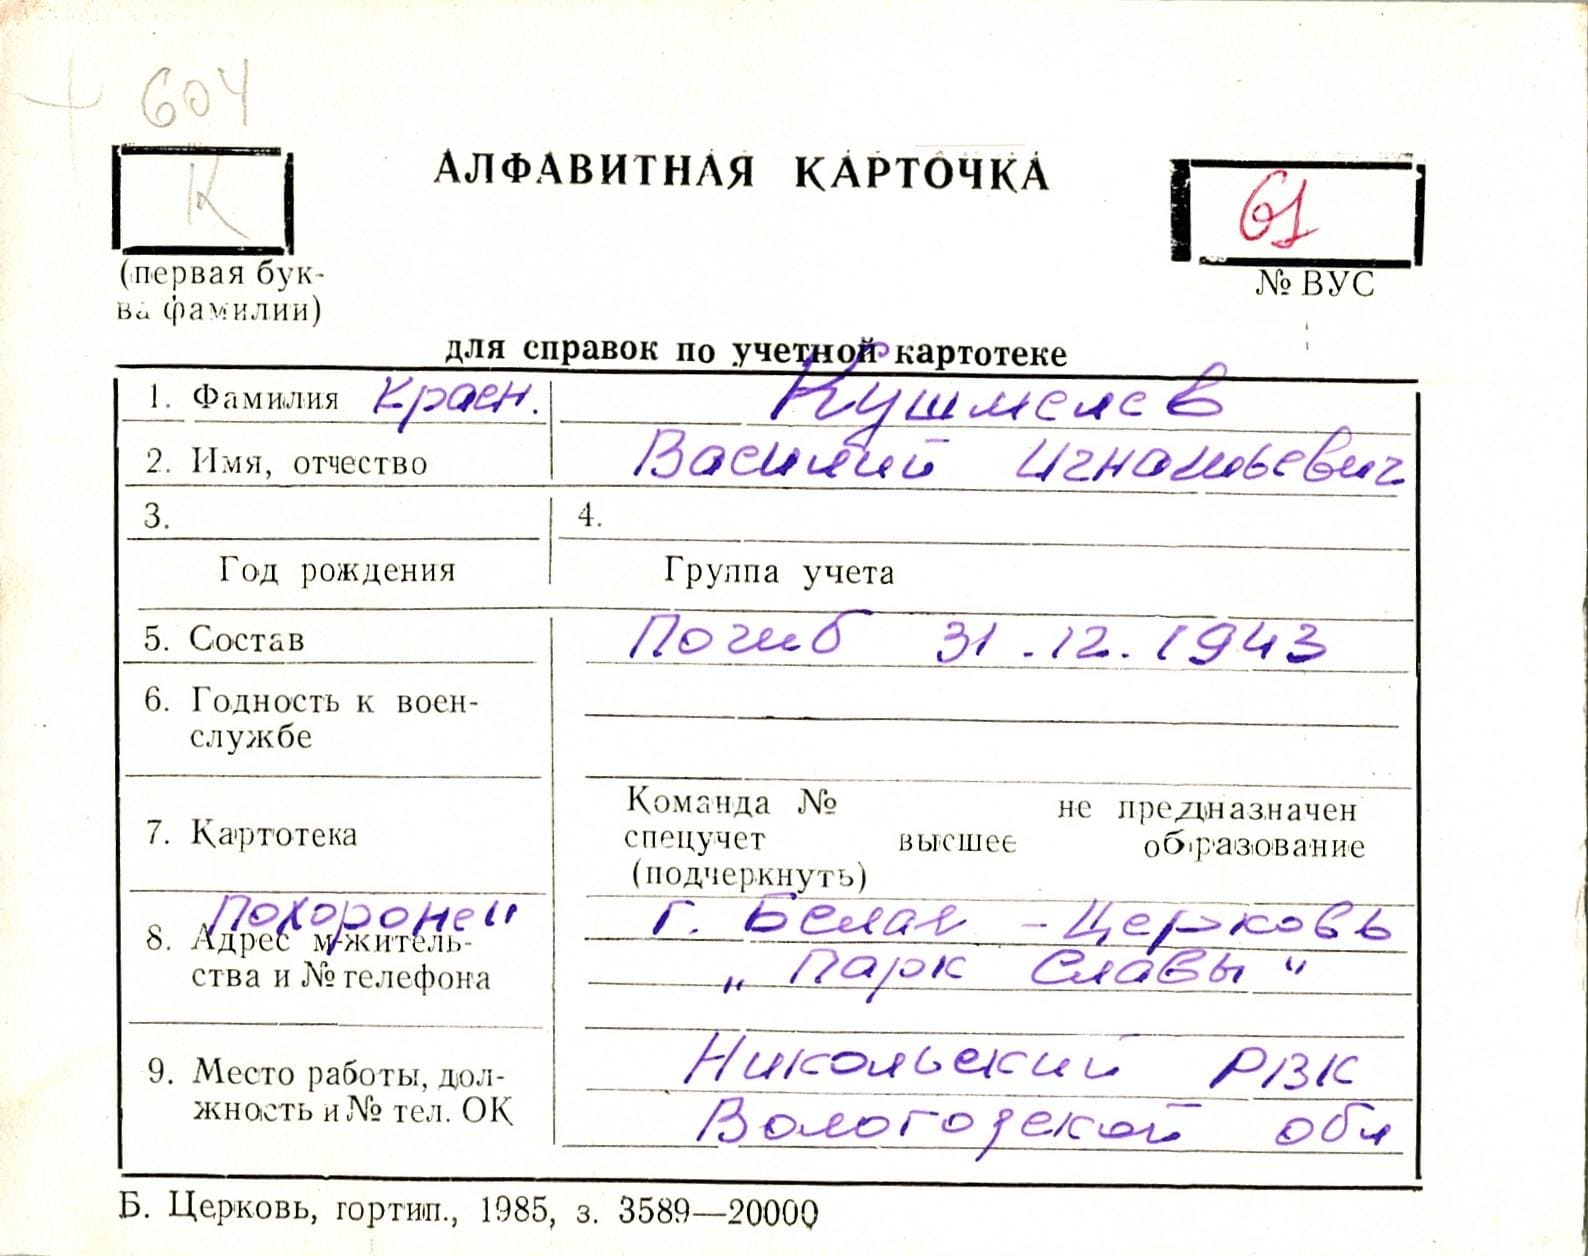 604
К
АЛФАВИТНАЯ КАРТОЧКА
61
(первая бук-
ва фамилии)
№ ВУС
для справок по учетной картотеке
1. Фамилия Красн. Кушмелев
2. Имя, отчество Василий Игнатьевич
3. 4.
Год рождения Группа учета
5. Состав Погиб 31.12.1943
6. Годность к воен-
службе
7. Картотека
Команда № не предназначен
спецучет высшее образование
(подчеркнуть)
Похоронен г. Белая - Церковь
8. Адрес м/житель-
ства и № телефона „Парк Славы"
9. Место работы, дол-
жность и № тел. ОК
Никольский РВК
Вологодской обл
Б. Церковь, гортип., 1985, з. 3589—20000